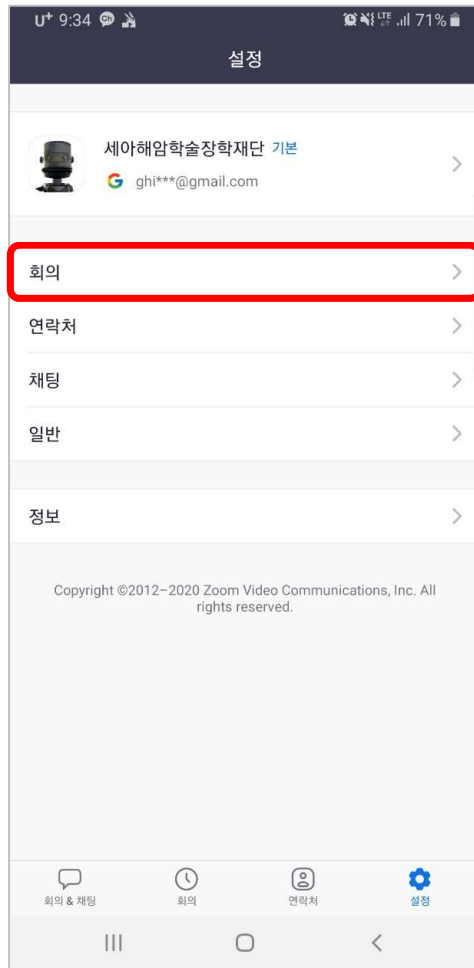 U+ 9:34 LTE 71%
설정
세아해암학술장학재단 기본
ghi***@gmail.com
회의
연락처
채팅
일반
정보
Copyright ©2012–2020 Zoom Video Communications, Inc. All
rights reserved.
회의 & 채팅 회의 연락처 설정